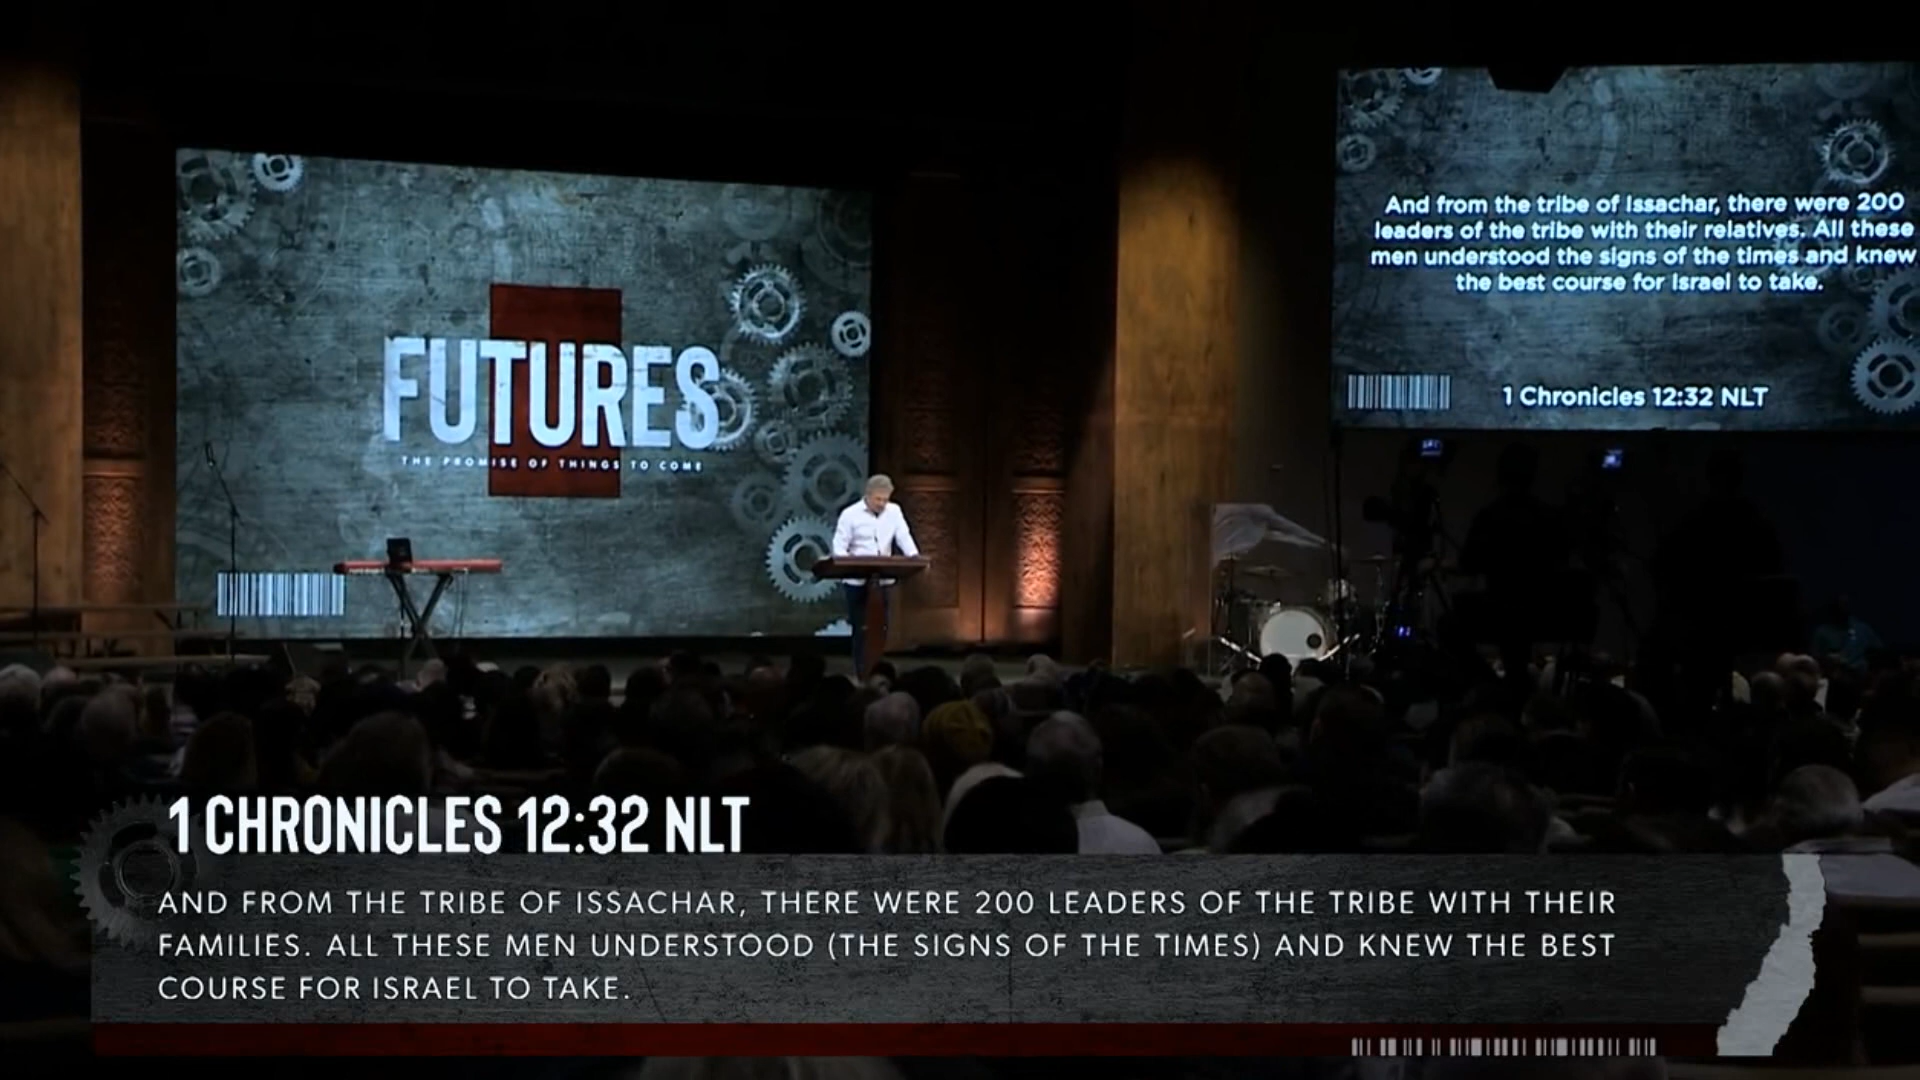 FUTURES
THE PROMISE OF THINGS TO COME
And from the tribe of Issachar, there were 200
leaders of the tribe with their relatives. All these
men understood the signs of the times and knew
the best course for Israel to take.
1 Chronicles 12:32 NLT
1 CHRONICLES 12:32 NLT
AND FROM THE TRIBE OF ISSACHAR, THERE WERE 200 LEADERS OF THE TRIBE WITH THEIR
FAMILIES. ALL THESE MEN UNDERSTOOD (THE SIGNS OF THE TIMES) AND KNEW THE BEST
COURSE FOR ISRAEL TO TAKE.